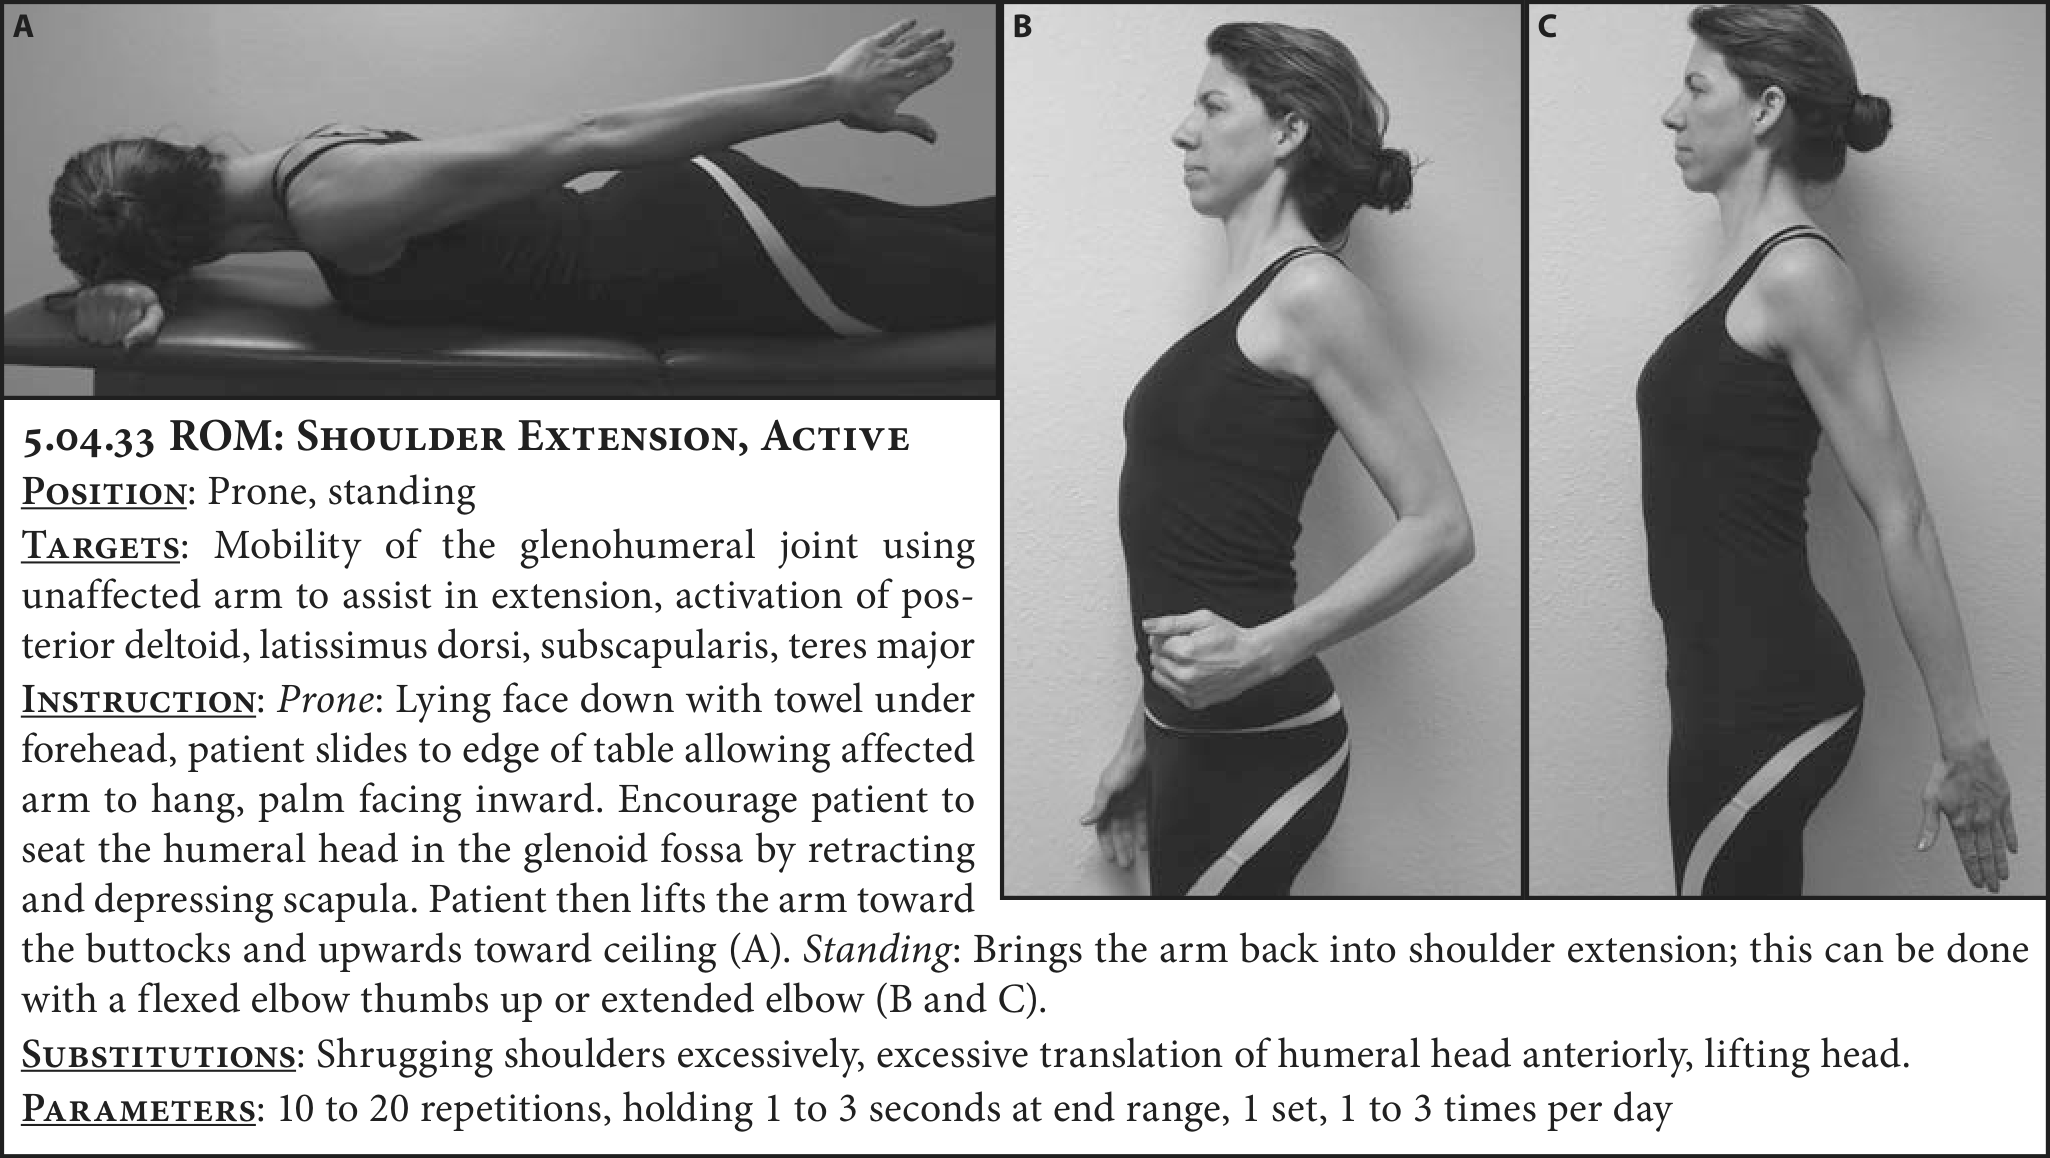 A
B
C
5.04.33 ROM: Shoulder Extension, Active
Position: Prone, standing
Targets: Mobility of the glenohumeral joint using
unaffected arm to assist in extension, activation of pos-
terior deltoid, latissimus dorsi, subscapularis, teres major
Instruction: Prone: Lying face down with towel under
forehead, patient slides to edge of table allowing affected
arm to hang, palm facing inward. Encourage patient to
seat the humeral head in the glenoid fossa by retracting
and depressing scapula. Patient then lifts the arm toward
the buttocks and upwards toward ceiling (A). Standing: Brings the arm back into shoulder extension; this can be done
with a flexed elbow thumbs up or extended elbow (B and C).
Substitutions: Shrugging shoulders excessively, excessive translation of humeral head anteriorly, lifting head.
Parameters: 10 to 20 repetitions, holding 1 to 3 seconds at end range, 1 set, 1 to 3 times per day